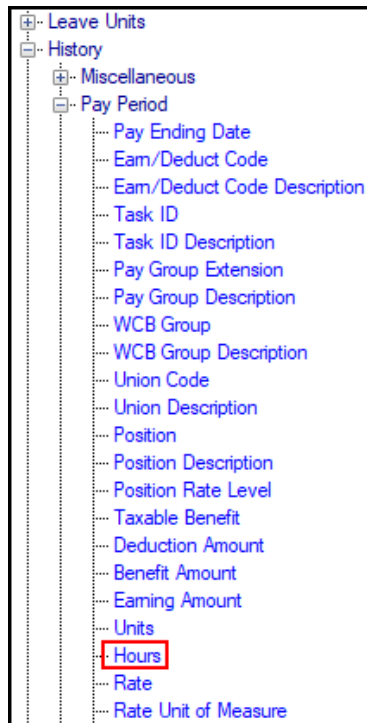 Leave Units
History
Miscellaneous
Pay Period
Pay Ending Date
Earn/Deduct Code
Earn/Deduct Code Description
Task ID
Task ID Description
Pay Group Extension
Pay Group Description
WCB Group
WCB Group Description
Union Code
Union Description
Position
Position Description
Position Rate Level
Taxable Benefit
Deduction Amount
Benefit Amount
Earning Amount
Units
Hours
Rate
Rate Unit of Measure